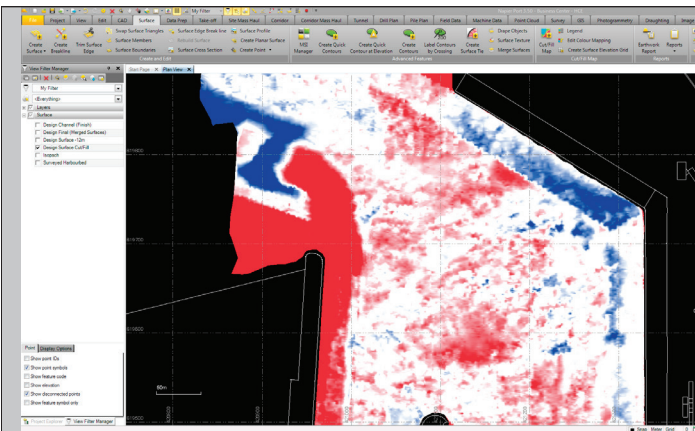 File Project View Edit CAD Surface Data Prep Take-off Site Mass Haul Corridor Corridor Mass Haul Tunnel Drill Plan Pile Plan Field Data Machine Data Point Cloud Survey GIS Photogrammetry Draughting
Create Surface
Create Breakline
Trim Surface Edge
Swap Surface Triangles
Surface Members
Surface Boundaries
Surface Edge Break line
Rebuild Surface
Surface Cross Section
Surface Profile
Create Planar Surface
Create Point
MSI Manager
Create Quick Contours
Create Quick Contour at Elevation
Create Contours
Label Contours by Crossing
Create Surface Tie
Drape Objects
Surface Texture
Merge Surfaces
Cut/Fill Map
Legend
Edit Colour Mapping
Create Surface Elevation Grid
Earthwork Report
Reports
Create and Edit
Advanced Features
Cut/Fill Map
Reports
View Filter Manager
Start Page
Plan View
My Filter
<Everything>
Layers
Surface
Design Channel (Finish)
Design Final (Merged Surfaces)
Design Surface -12m
Design Surface Cut/Fill
Isopach
Surveyed Harbourbed
Point Display Options
Show point IDs
Show point symbols
Show feature code
Show elevation
Show disconnected points
Show feature symbol only
Project Explorer View Filter Manager
50m
Snap Meter Grid